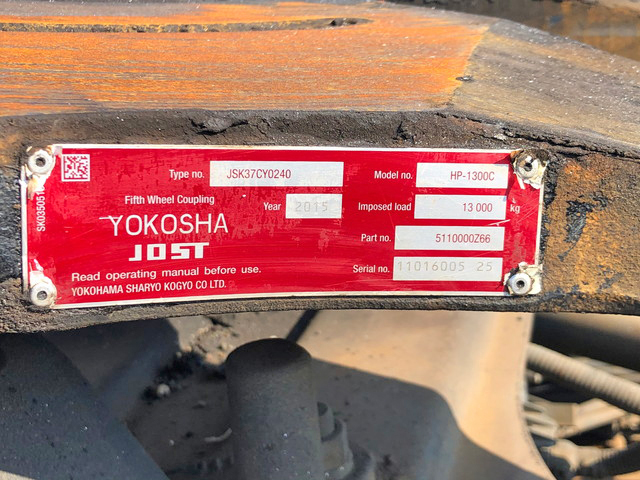 Type no. JSK37CY0240 Model no. HP-1300C
Fifth Wheel Coupling Year 2015 Imposed load 13 000 kg
YOKOSHA
JOST
Part no. 5110000Z66
Serial no. 11016005 25
Read operating manual before use.
YOKOHAMA SHARYO KOGYO CO LTD.